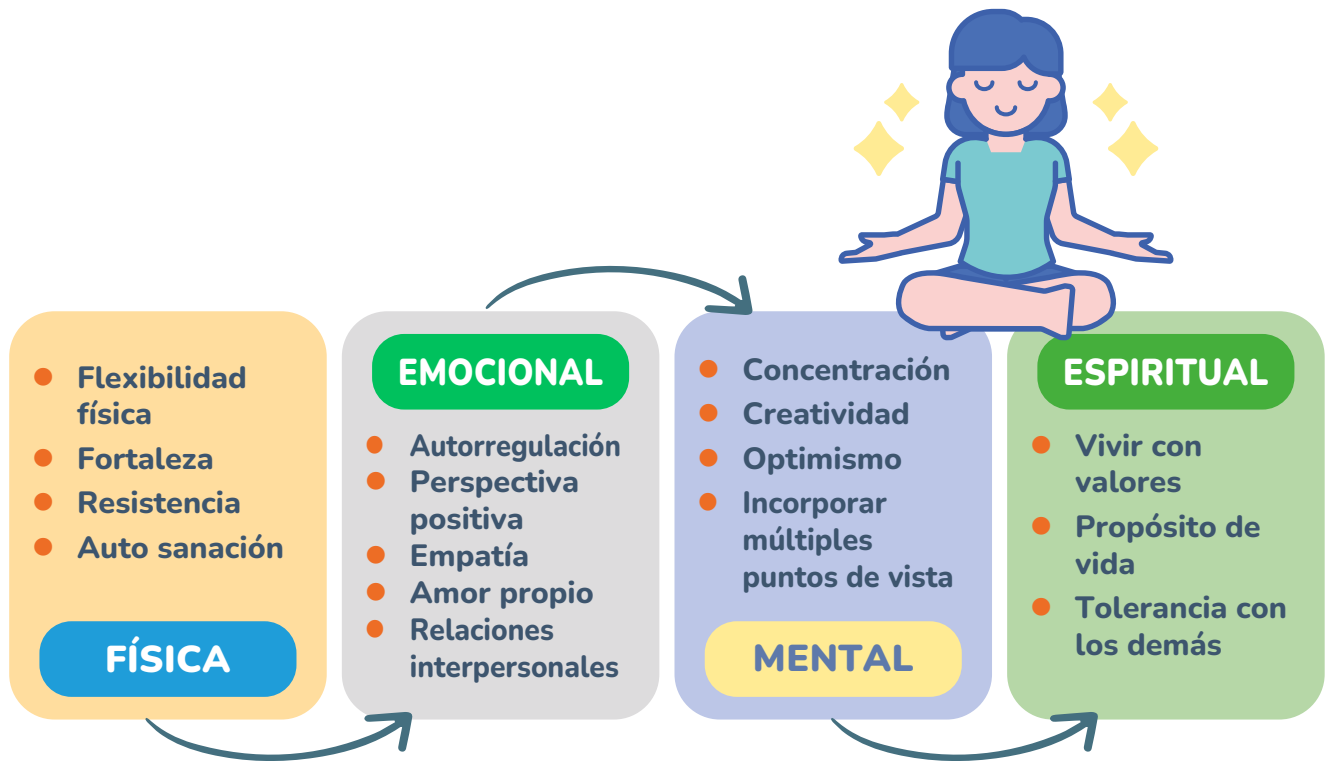 Flexibilidad
física
Fortaleza
Resistencia
Auto sanación
FÍSICA
EMOCIONAL
Autorregulación
Perspectiva
positiva
Empatía
Amor propio
Relaciones
interpersonales
Concentración
Creatividad
Optimismo
Incorporar
múltiples
puntos de vista
MENTAL
ESPIRITUAL
Vivir con
valores
Propósito de
vida
Tolerancia con
los demás